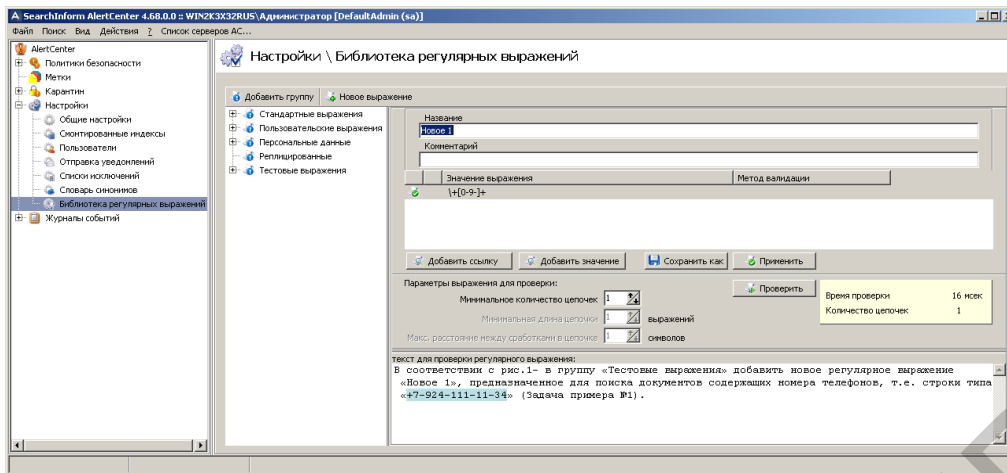 SearchInform AlertCenter 4.68.0.0 :: WIN2K3X32RUS\Администратор [DefaultAdmin (sa)]
Файл Поиск Вид Действия ? Список серверов АС...
AlertCenter
Политики безопасности
Метки
Карантин
Настройки
Общие настройки
Смонтированные индексы
Пользователи
Отправка уведомлений
Списки исключений
Словарь синонимов
Библиотека регулярных выражений
Журналы событий
Настройки \ Библиотека регулярных выражений
Добавить группу Новое выражение
Стандартные выражения
Пользовательские выражения
Персональные данные
Реплицированные
Тестовые выражения
Название
Новое 1
Комментарий
Значение выражения Метод валидации
\+[0-9-]+
Добавить ссылку Добавить значение Сохранить как Применить
Параметры выражения для проверки:
Минимальное количество цепочек 1
Минимальная длина цепочки 1 выражений
Макс. расстояние между сработками в цепочке 1 символов
Проверить
Время проверки 16 мсек
Количество цепочек 1
текст для проверки регулярного выражения:
В соответствии с рис.1- в группу «Тестовые выражения» добавить новое регулярное выражение
«Новое 1», предназначенное для поиска документов содержащих номера телефонов, т.е. строки типа
«+7-924-111-11-34» (Задача примера №1).